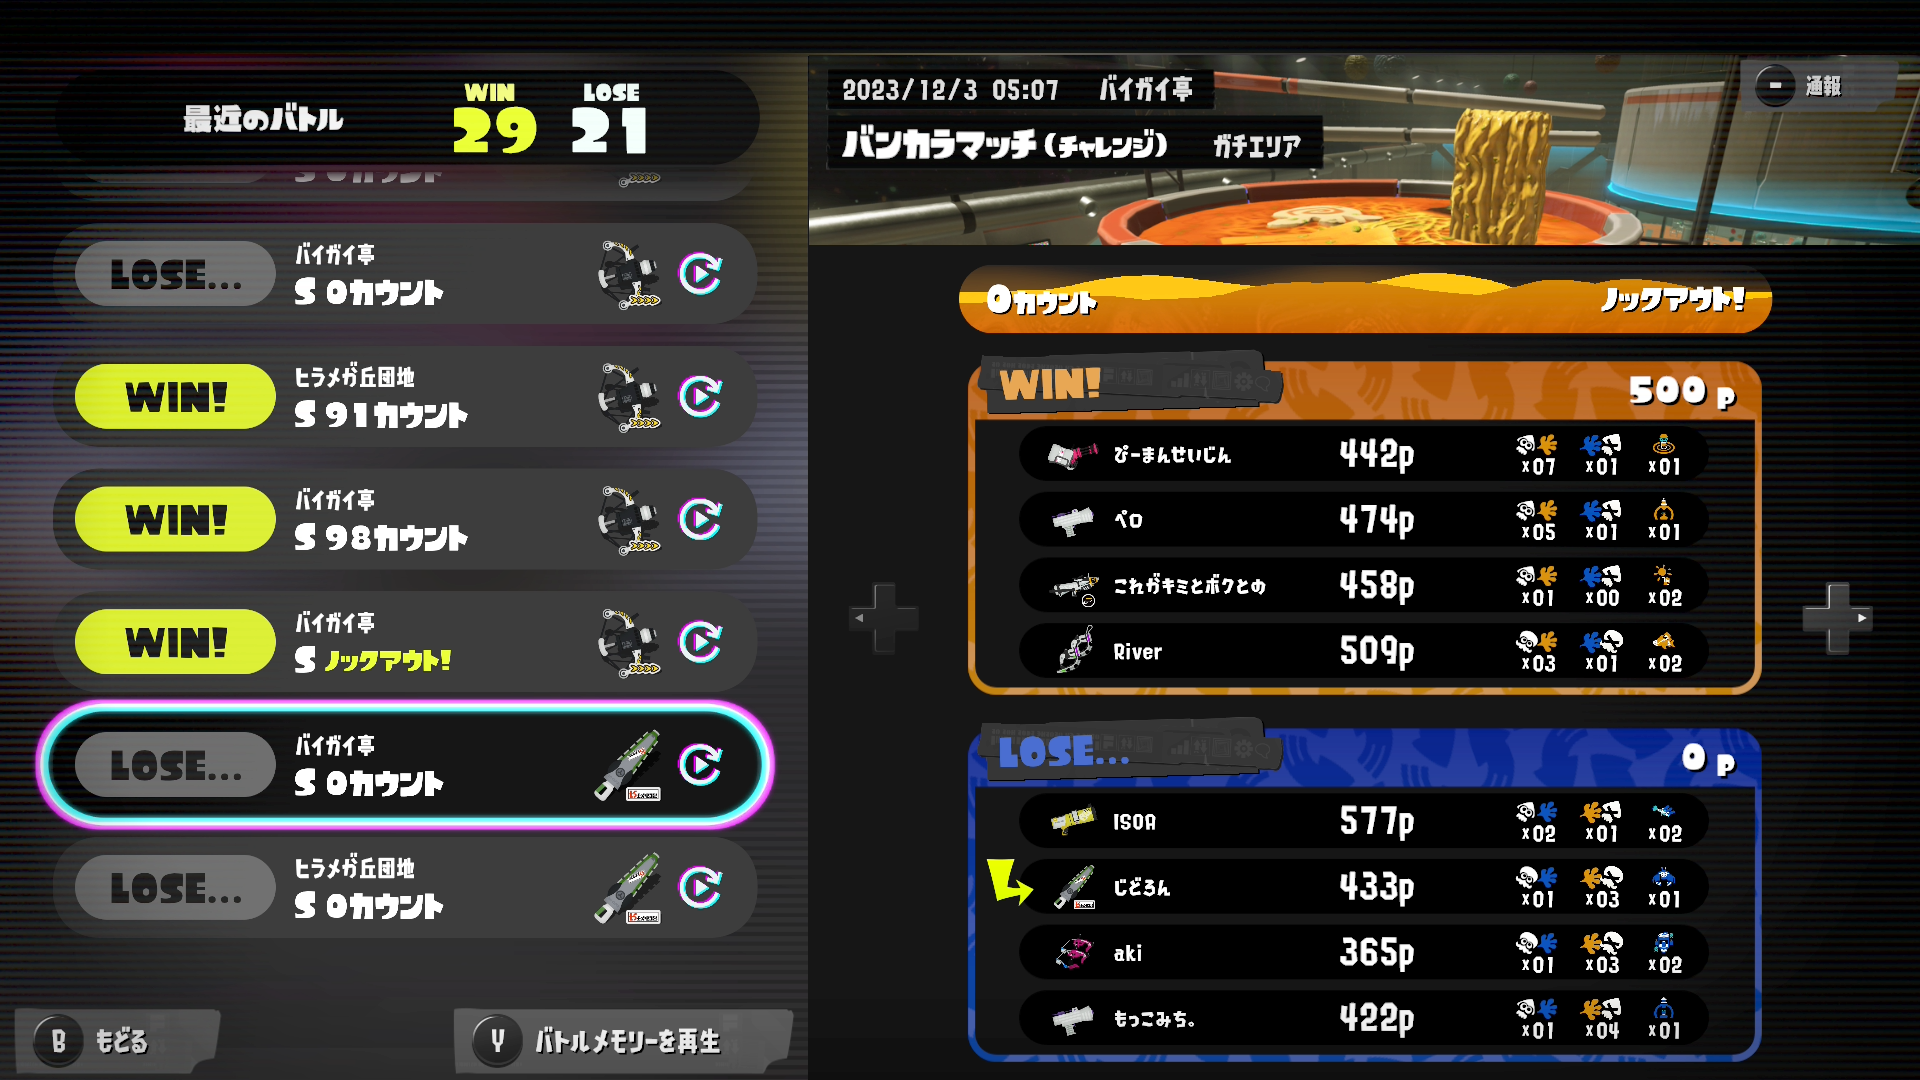 最近のバトル
WIN
29
LOSE
21
S 0カウント
LOSE...
バイガイ亭
S 0カウント
WIN!
ヒラメが丘団地
S 91カウント
WIN!
バイガイ亭
S 98カウント
WIN!
バイガイ亭
S ノックアウト!
LOSE...
バイガイ亭
S 0カウント
LOSE...
ヒラメが丘団地
S 0カウント
B もどる
Y バトルメモリーを再生
2023/12/3 05:07 バイガイ亭
バンカラマッチ(チャレンジ) ガチエリア
- 通報
0カウント ノックアウト!
WIN! 500 p
ぴーまんせいじん 442p x07 x01 x01
ペロ 474p x05 x01 x01
これがキミとボクとの 458p x01 x00 x02
River 509p x03 x01 x02
LOSE... 0 p
ISOA 577p x02 x01 x02
じどろん 433p x01 x03 x01
aki 365p x01 x03 x02
もっこみち。 422p x01 x04 x01